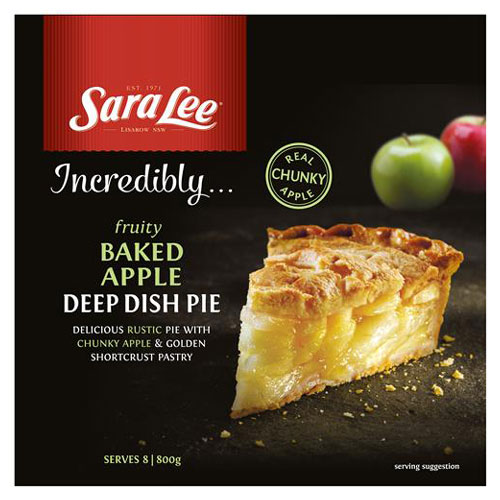 EST. 1971
Sara Lee®
LISAROW NSW
Incredibly...
REAL
CHUNKY
APPLE
fruity
BAKED
APPLE
DEEP DISH PIE
DELICIOUS RUSTIC PIE WITH
CHUNKY APPLE & GOLDEN
SHORTCRUST PASTRY
SERVES 8 | 800g
serving suggestion